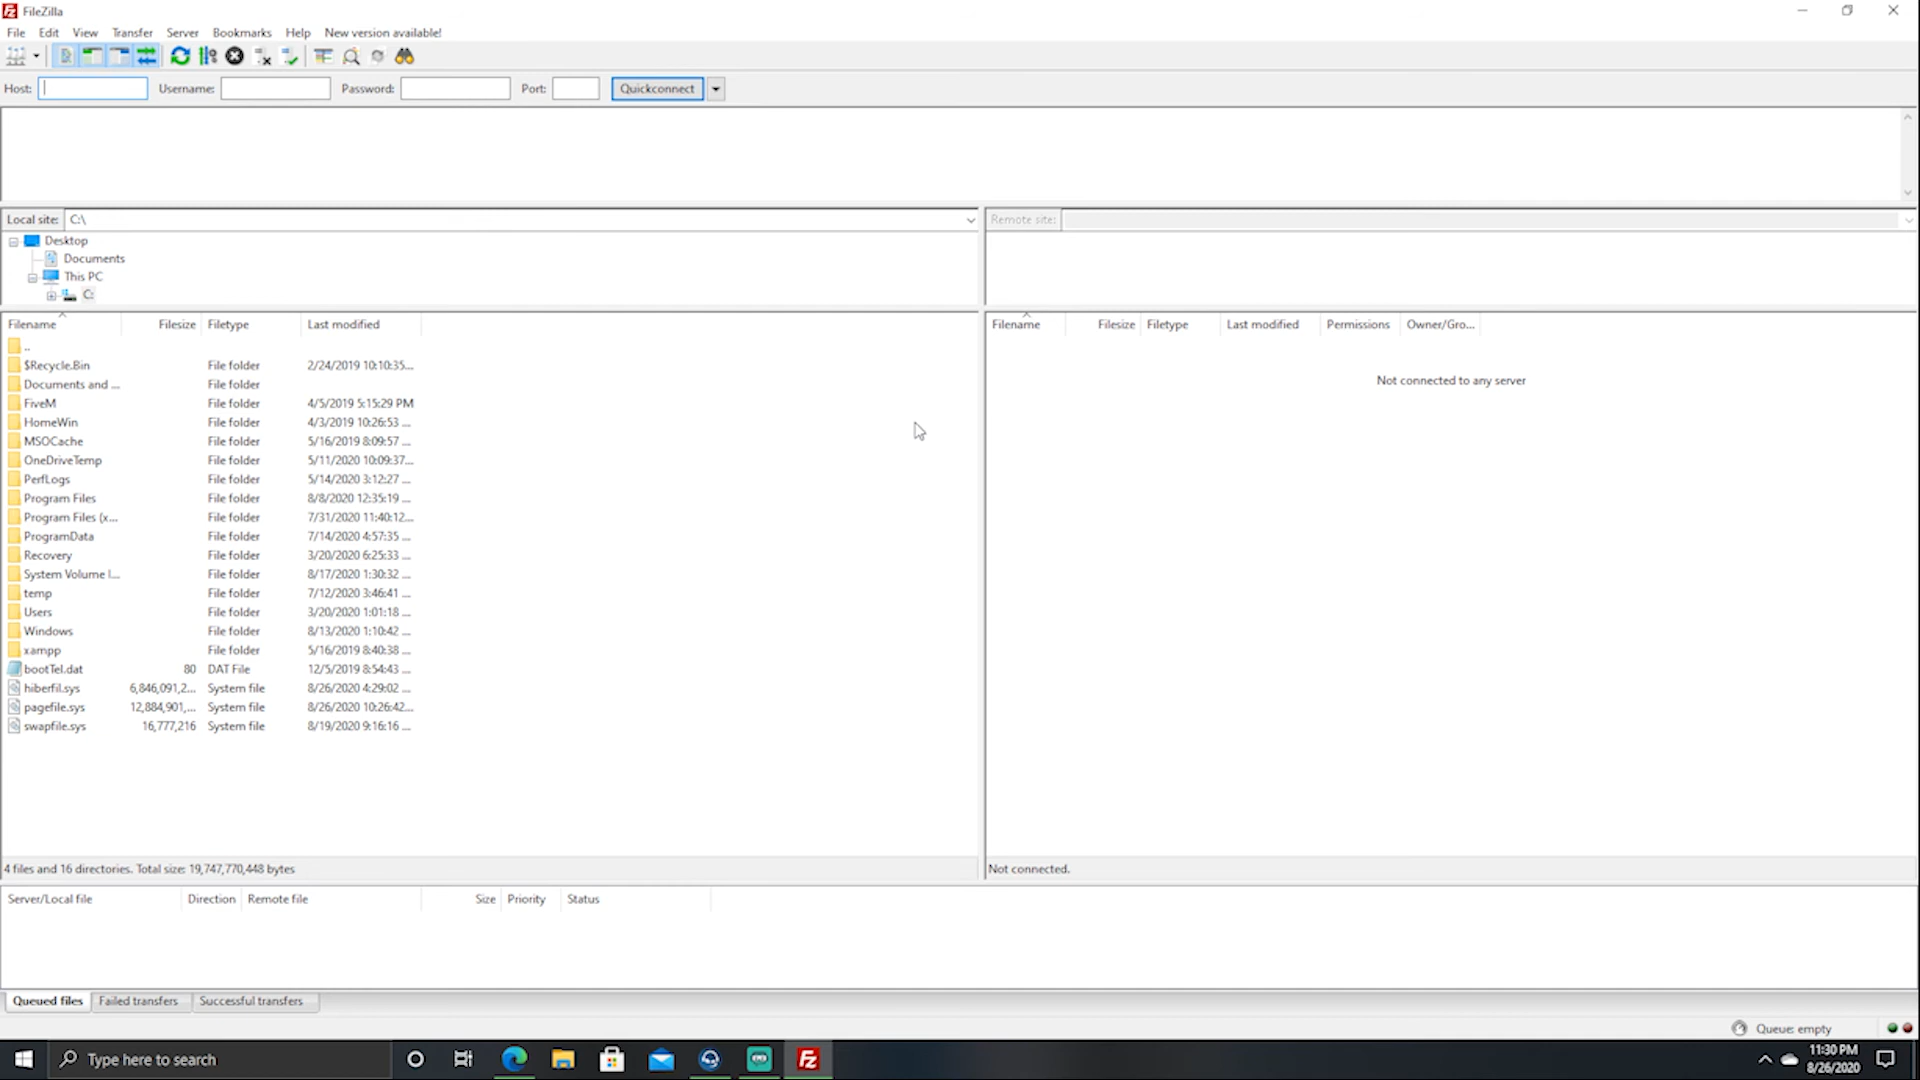 FileZilla
File Edit View Transfer Server Bookmarks Help New version available!
Host: Username: Password: Port: Quickconnect
Local site: C:\
Remote site:
Desktop
Documents
This PC
C:
Filename Filesize Filetype Last modified
Filename Filesize Filetype Last modified Permissions Owner/Gro...
..
$Recycle.Bin File folder 2/24/2019 10:10:35...
Not connected to any server
Documents and ... File folder
FiveM File folder 4/5/2019 5:15:29 PM
HomeWin File folder 4/3/2019 10:26:53 ...
MSOCache File folder 5/16/2019 8:09:57 ...
OneDriveTemp File folder 5/11/2020 10:09:37...
PerfLogs File folder 5/14/2020 3:12:27 ...
Program Files File folder 8/8/2020 12:35:19 ...
Program Files (x... File folder 7/31/2020 11:40:12...
ProgramData File folder 7/14/2020 4:57:35 ...
Recovery File folder 3/20/2020 6:25:33 ...
System Volume I... File folder 8/17/2020 1:30:32 ...
temp File folder 7/12/2020 3:46:41 ...
Users File folder 3/20/2020 1:01:18 ...
Windows File folder 8/13/2020 1:10:42 ...
xampp File folder 5/16/2019 8:40:38 ...
bootTel.dat 80 DAT File 12/5/2019 8:54:43 ...
hiberfil.sys 6,846,091,2... System file 8/26/2020 4:29:02 ...
pagefile.sys 12,884,901,... System file 8/26/2020 10:26:42...
swapfile.sys 16,777,216 System file 8/19/2020 9:16:16 ...
4 files and 16 directories. Total size: 19,747,770,448 bytes
Not connected.
Server/Local file Direction Remote file Size Priority Status
Queued files Failed transfers Successful transfers
Queue: empty
Type here to search
11:30 PM
8/26/2020